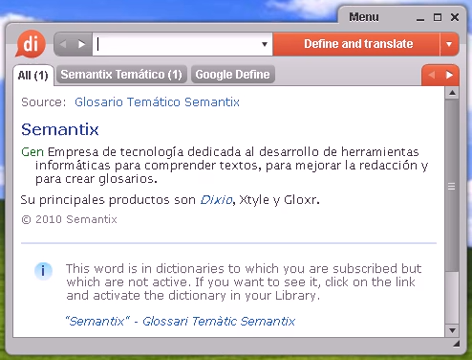 Menu
di
Define and translate
All (1)
Semantix Temático (1)
Google Define
Source: Glosario Temático Semantix
Semantix
Gen Empresa de tecnología dedicada al desarrollo de herramientas
informáticas para comprender textos, para mejorar la redacción y
para crear glosarios.
Su principales productos son Dixio, Xtyle y Gloxr.
© 2010 Semantix
i
This word is in dictionaries to which you are subscribed but
which are not active. If you want to see it, click on the link
and activate the dictionary in your Library.
"Semantix" - Glossari Temàtic Semantix